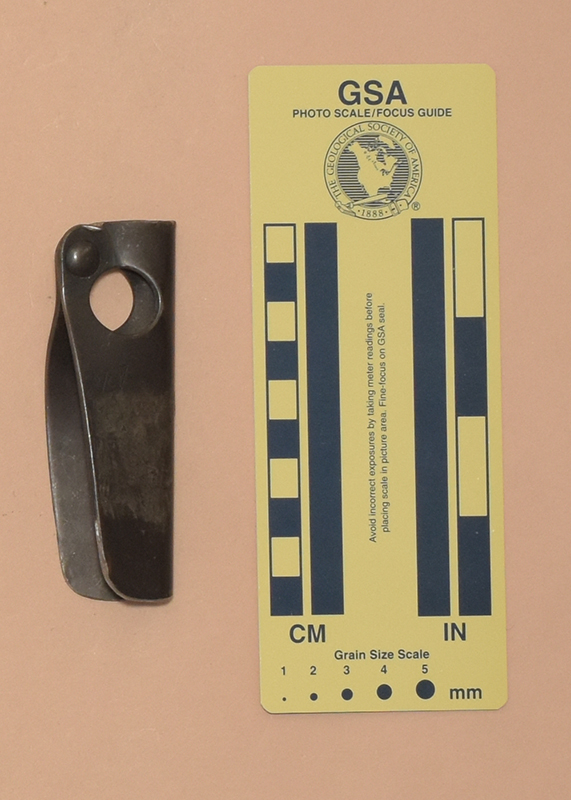 GSA
PHOTO SCALE/FOCUS GUIDE
THE GEOLOGICAL SOCIETY OF AMERICA
·1888·
®
Avoid incorrect exposures by taking meter readings before
placing scale in picture area. Fine-focus on GSA seal.
CM IN
Grain Size Scale
1 2 3 4 5
mm